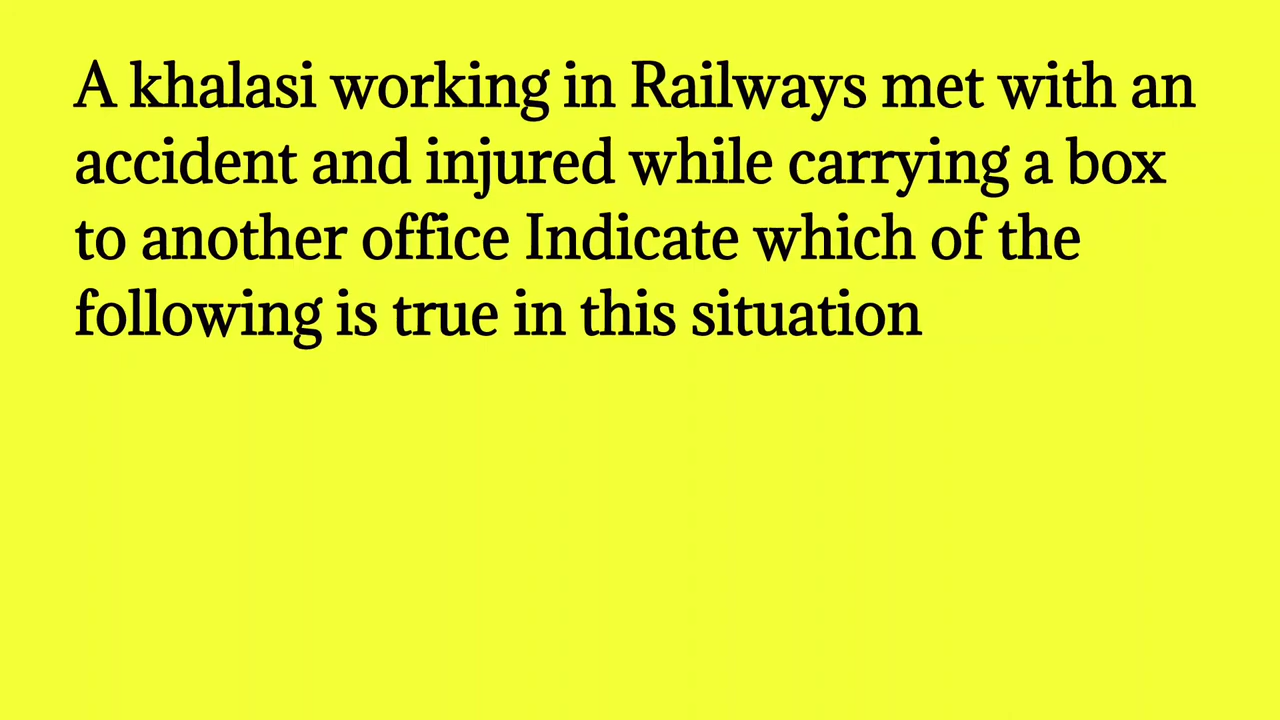 A khalasi working in Railways met with an
accident and injured while carrying a box
to another office Indicate which of the
following is true in this situation